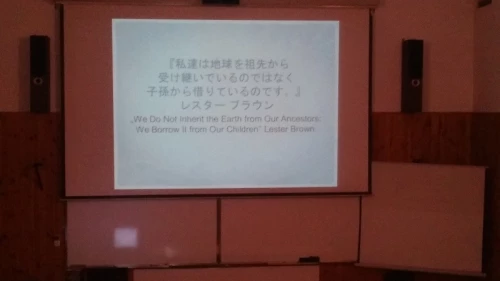 『私達は地球を祖先から
受け継いでいるのではなく
子孫から借りているのです。』
レスター ブラウン
„We Do Not Inherit the Earth from Our Ancestors;
We Borrow It from Our Children" Lester Brown